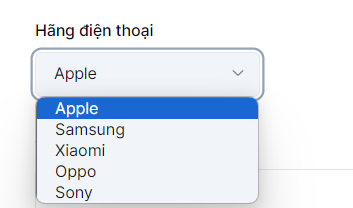 Hãng điện thoại
Apple
Apple
Samsung
Xiaomi
Oppo
Sony